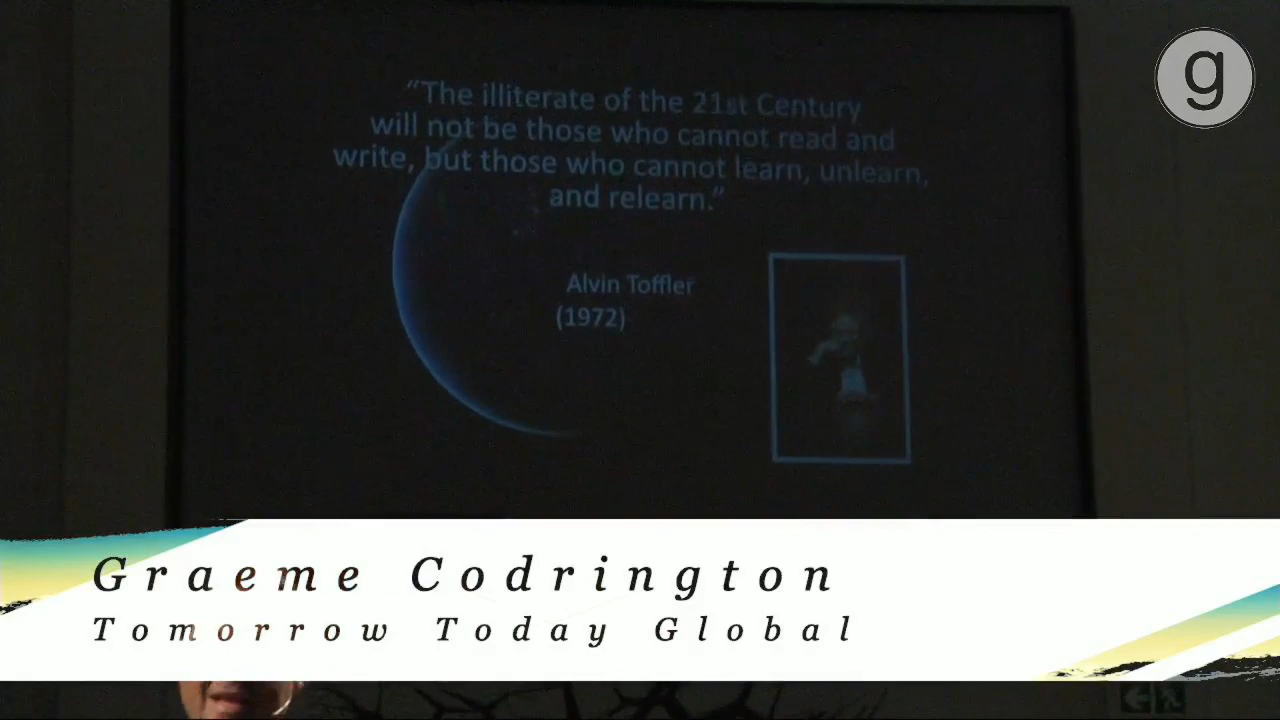 g
“The illiterate of the 21st Century
will not be those who cannot read and
write, but those who cannot learn, unlearn,
and relearn.”
Alvin Toffler
(1972)
Graeme Codrington
Tomorrow Today Global